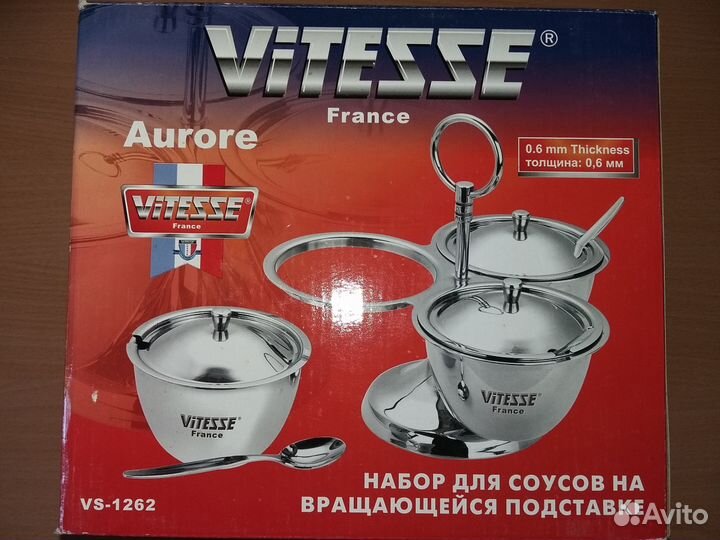 ViTESSE®
France
Aurore
0.6 mm Thickness
толщина: 0,6 мм
ViTESSE®
France
ViTESSE®
France
ViTESSE®
France
VS-1262
НАБОР ДЛЯ СОУСОВ НА
ВРАЩАЮЩЕЙСЯ ПОДСТАВКЕ
Avito